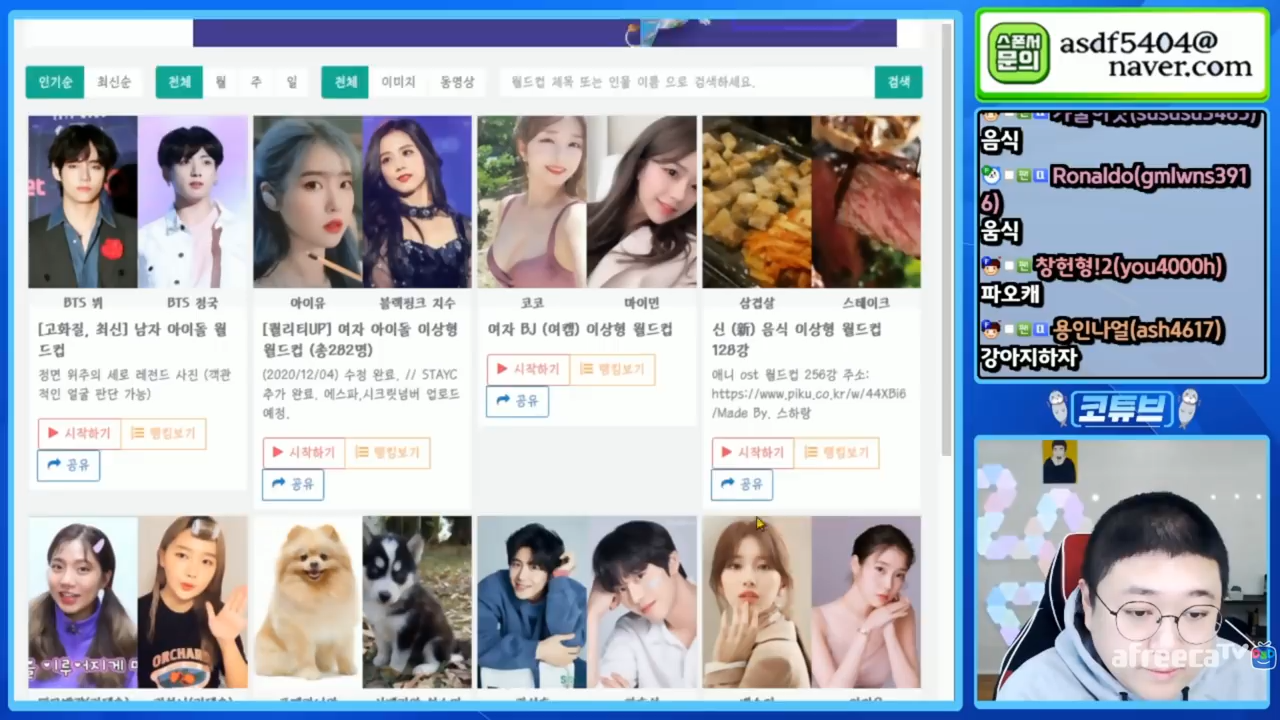 인기순 최신순 전체 월 주 일 전체 이미지 동영상 월드컵 제목 또는 인물 이름 으로 검색하세요. 검색
BTS 뷔 BTS 정국
[고화질, 최신] 남자 아이돌 월
드컵
정면 위주의 세로 레전드 사진 (객관
적인 얼굴 판단 가능)
시작하기 랭킹보기
공유
아이유 블랙핑크 지수
[퀄리티UP] 여자 아이돌 이상형
월드컵 (총282명)
(2020/12/04) 수정 완료. // STAYC
추가 완료. 에스파,시크릿넘버 업로드
예정.
시작하기 랭킹보기
공유
코코 마이민
여자 BJ (여캠) 이상형 월드컵
시작하기 랭킹보기
공유
삼겹살 스테이크
신 (新) 음식 이상형 월드컵
128강
애니 ost 월드컵 256강 주소:
https://www.piku.co.kr/w/44XBi6
/Made By. 스하랑
시작하기 랭킹보기
공유
ORCHARD
스폰서
문의
asdf5404@
naver.com
음식
Ronaldo(gmlwns391
6)
움식
창헌형!2(you4000h)
파오캐
용인나얼(ash4617)
강아지하자
코튜브
afreecaTV